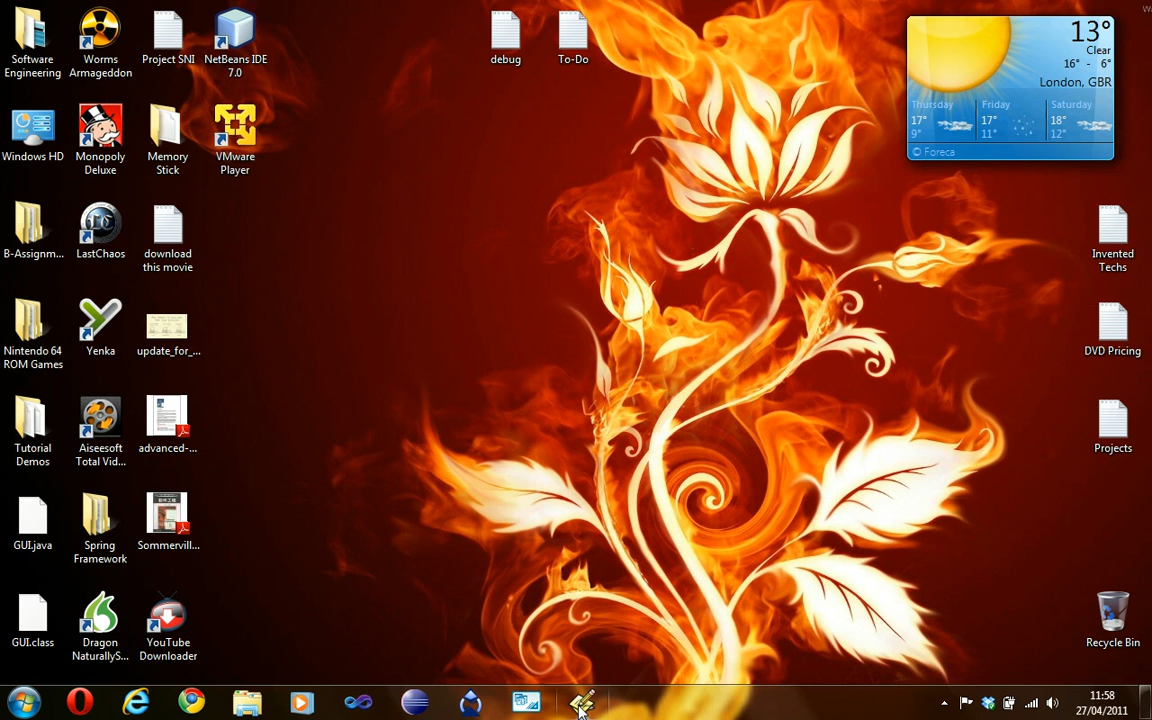 Software
Engineering
Worms
Armageddon
Project SNI
NetBeans IDE
7.0
debug
To-Do
13°
Clear
16° - 6°
London, GBR
Thursday
17°
9°
Friday
17°
11°
Saturday
18°
12°
© Foreca
Windows HD
Monopoly
Deluxe
Memory
Stick
VMware
Player
B-Assignm...
LastChaos
download
this movie
Invented
Techs
Nintendo 64
ROM Games
Yenka
update_for_...
DVD Pricing
Tutorial
Demos
Aiseesoft
Total Vid...
advanced-...
Projects
GUI.java
Spring
Framework
Sommervill...
GUI.class
Dragon
NaturallyS...
YouTube
Downloader
Recycle Bin
11:58
27/04/2011